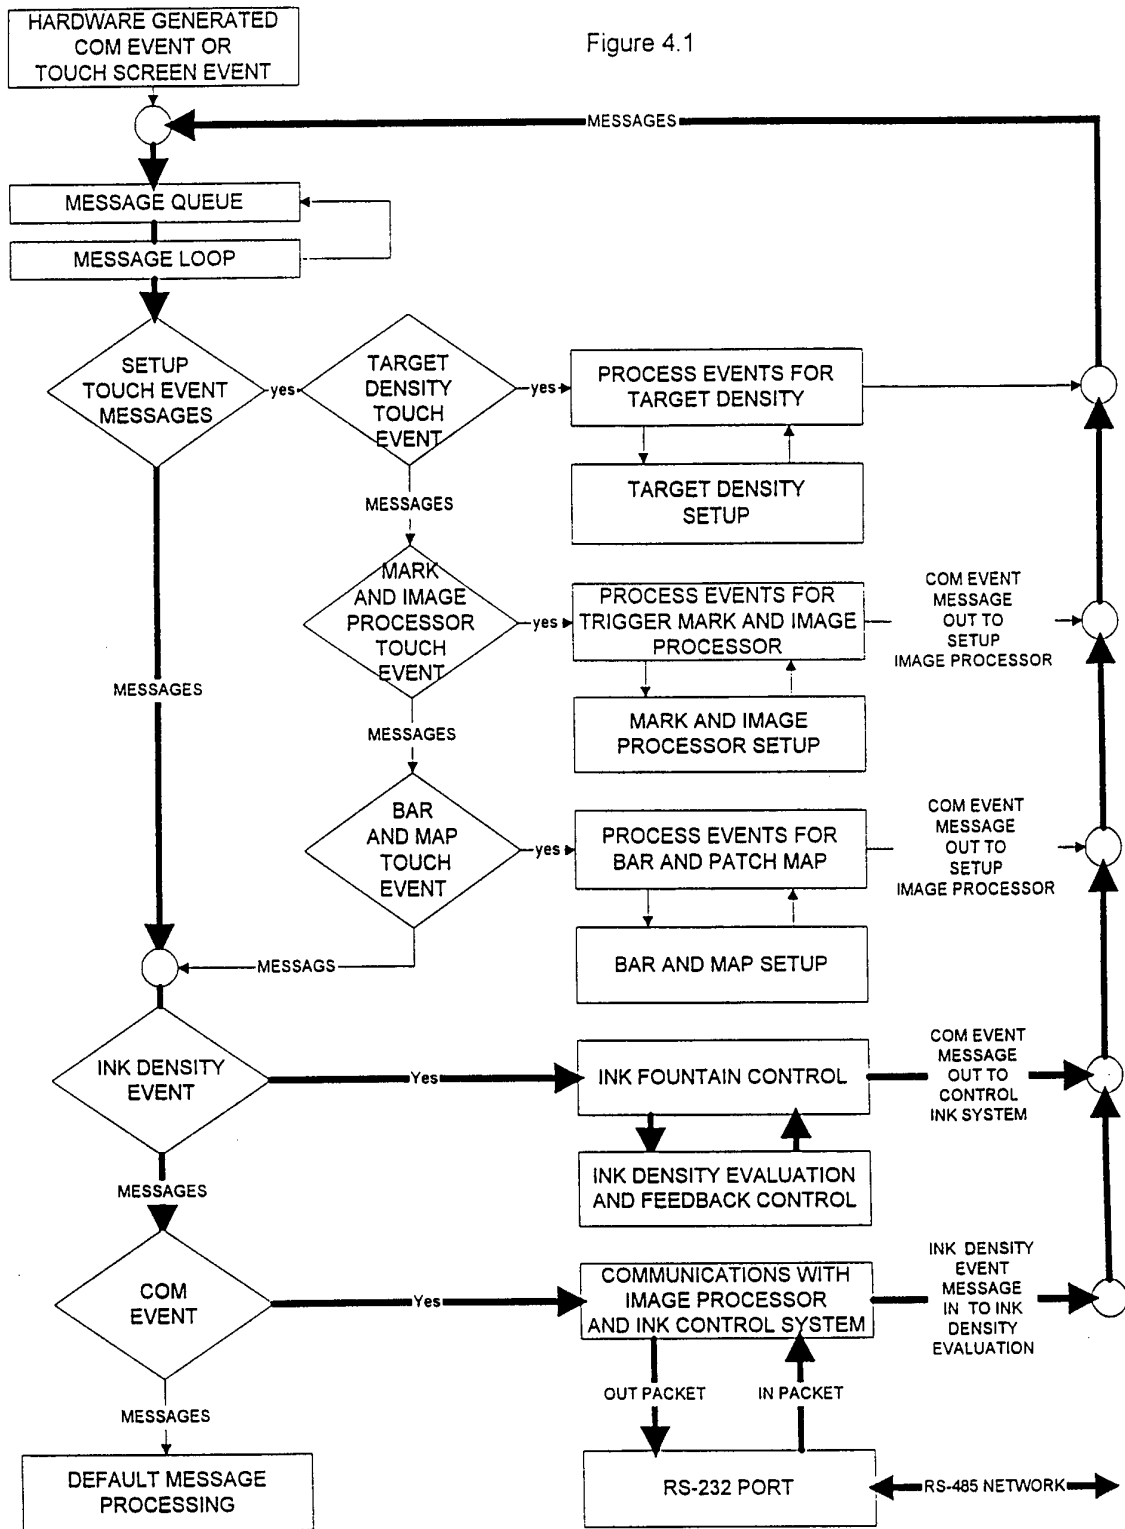 HARDWARE GENERATED
COM EVENT OR
TOUCH SCREEN EVENT
Figure 4.1
MESSAGES
MESSAGE QUEUE
MESSAGE LOOP
SETUP
TOUCH EVENT
MESSAGES
yes
TARGET
DENSITY
TOUCH
EVENT
yes
PROCESS EVENTS FOR
TARGET DENSITY
TARGET DENSITY
SETUP
MESSAGES
MARK
AND IMAGE
PROCESSOR
TOUCH
EVENT
yes
PROCESS EVENTS FOR
TRIGGER MARK AND IMAGE
PROCESSOR
COM EVENT
MESSAGE
OUT TO
SETUP
IMAGE PROCESSOR
MARK AND IMAGE
PROCESSOR SETUP
MESSAGES
MESSAGES
BAR
AND MAP
TOUCH
EVENT
yes
PROCESS EVENTS FOR
BAR AND PATCH MAP
COM EVENT
MESSAGE
OUT TO
SETUP
IMAGE PROCESSOR
BAR AND MAP SETUP
MESSAGS
INK DENSITY
EVENT
Yes
INK FOUNTAIN CONTROL
COM EVENT
MESSAGE
OUT TO
CONTROL
INK SYSTEM
INK DENSITY EVALUATION
AND FEEDBACK CONTROL
MESSAGES
COM
EVENT
Yes
COMMUNICATIONS WITH
IMAGE PROCESSOR
AND INK CONTROL SYSTEM
INK DENSITY
EVENT
MESSAGE
IN TO INK
DENSITY
EVALUATION
OUT PACKET
IN PACKET
MESSAGES
DEFAULT MESSAGE
PROCESSING
RS-232 PORT
RS-485 NETWORK